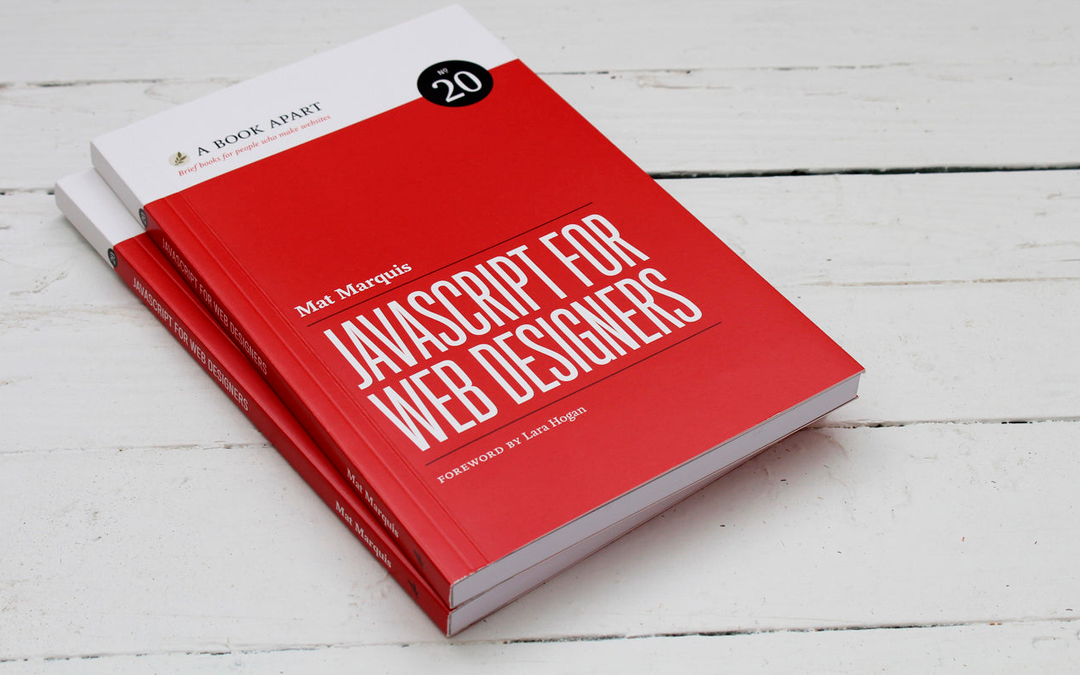 Nº
20
A BOOK APART
Brief books for people who make websites
Mat Marquis
JAVASCRIPT FOR
WEB DESIGNERS
FOREWORD BY Lara Hogan
JAVASCRIPT FOR WEB DESIGNERS
Mat Marquis
20
JAVASCRIPT FOR WEB DESIGNERS
Mat Marquis